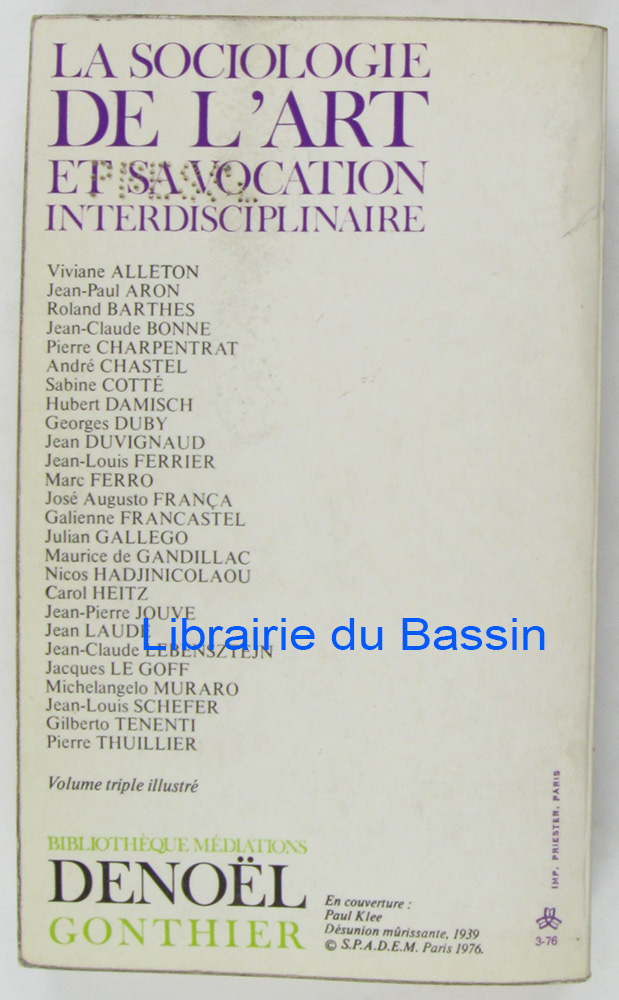 LA SOCIOLOGIE
DE L'ART
ET SA VOCATION
INTERDISCIPLINAIRE
Viviane ALLETON
Jean-Paul ARON
Roland BARTHES
Jean-Claude BONNE
Pierre CHARPENTRAT
André CHASTEL
Sabine COTTÉ
Hubert DAMISCH
Georges DUBY
Jean DUVIGNAUD
Jean-Louis FERRIER
Marc FERRO
José Augusto FRANÇA
Galienne FRANCASTEL
Julian GALLEGO
Maurice de GANDILLAC
Nicos HADJINICOLAOU
Carol HEITZ
Jean-Pierre JOUVE
Jean LAUDE
Librairie du Bassin
Jean-Claude LEBENSZTEJN
Jacques LE GOFF
Michelangelo MURARO
Jean-Louis SCHEFER
Gilberto TENENTI
Pierre THUILLIER
Volume triple illustré
BIBLIOTHÈQUE MÉDIATIONS
DENOËL
GONTHIER
En couverture :
Paul Klee
Désunion mûrissante, 1939
© S.P.A.D.E.M. Paris 1976.
IMP. PRIESTER, PARIS
3-76